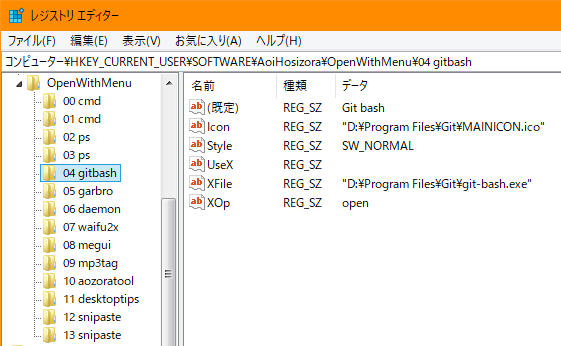 レジストリ エディター
ファイル(F) 編集(E) 表示(V) お気に入り(A) ヘルプ(H)
コンピューター¥HKEY_CURRENT_USER¥SOFTWARE¥AoiHosizora¥OpenWithMenu¥04 gitbash
OpenWithMenu
00 cmd
01 cmd
02 ps
03 ps
04 gitbash
05 garbro
06 daemon
07 waifu2x
08 megui
09 mp3tag
10 aozoratool
11 desktoptips
12 snipaste
13 snipaste
名前 種類 データ
(既定) REG_SZ Git bash
Icon REG_SZ "D:¥Program Files¥Git¥MAINICON.ico"
Style REG_SZ SW_NORMAL
UseX REG_SZ
XFile REG_SZ "D:¥Program Files¥Git¥git-bash.exe"
XOp REG_SZ open